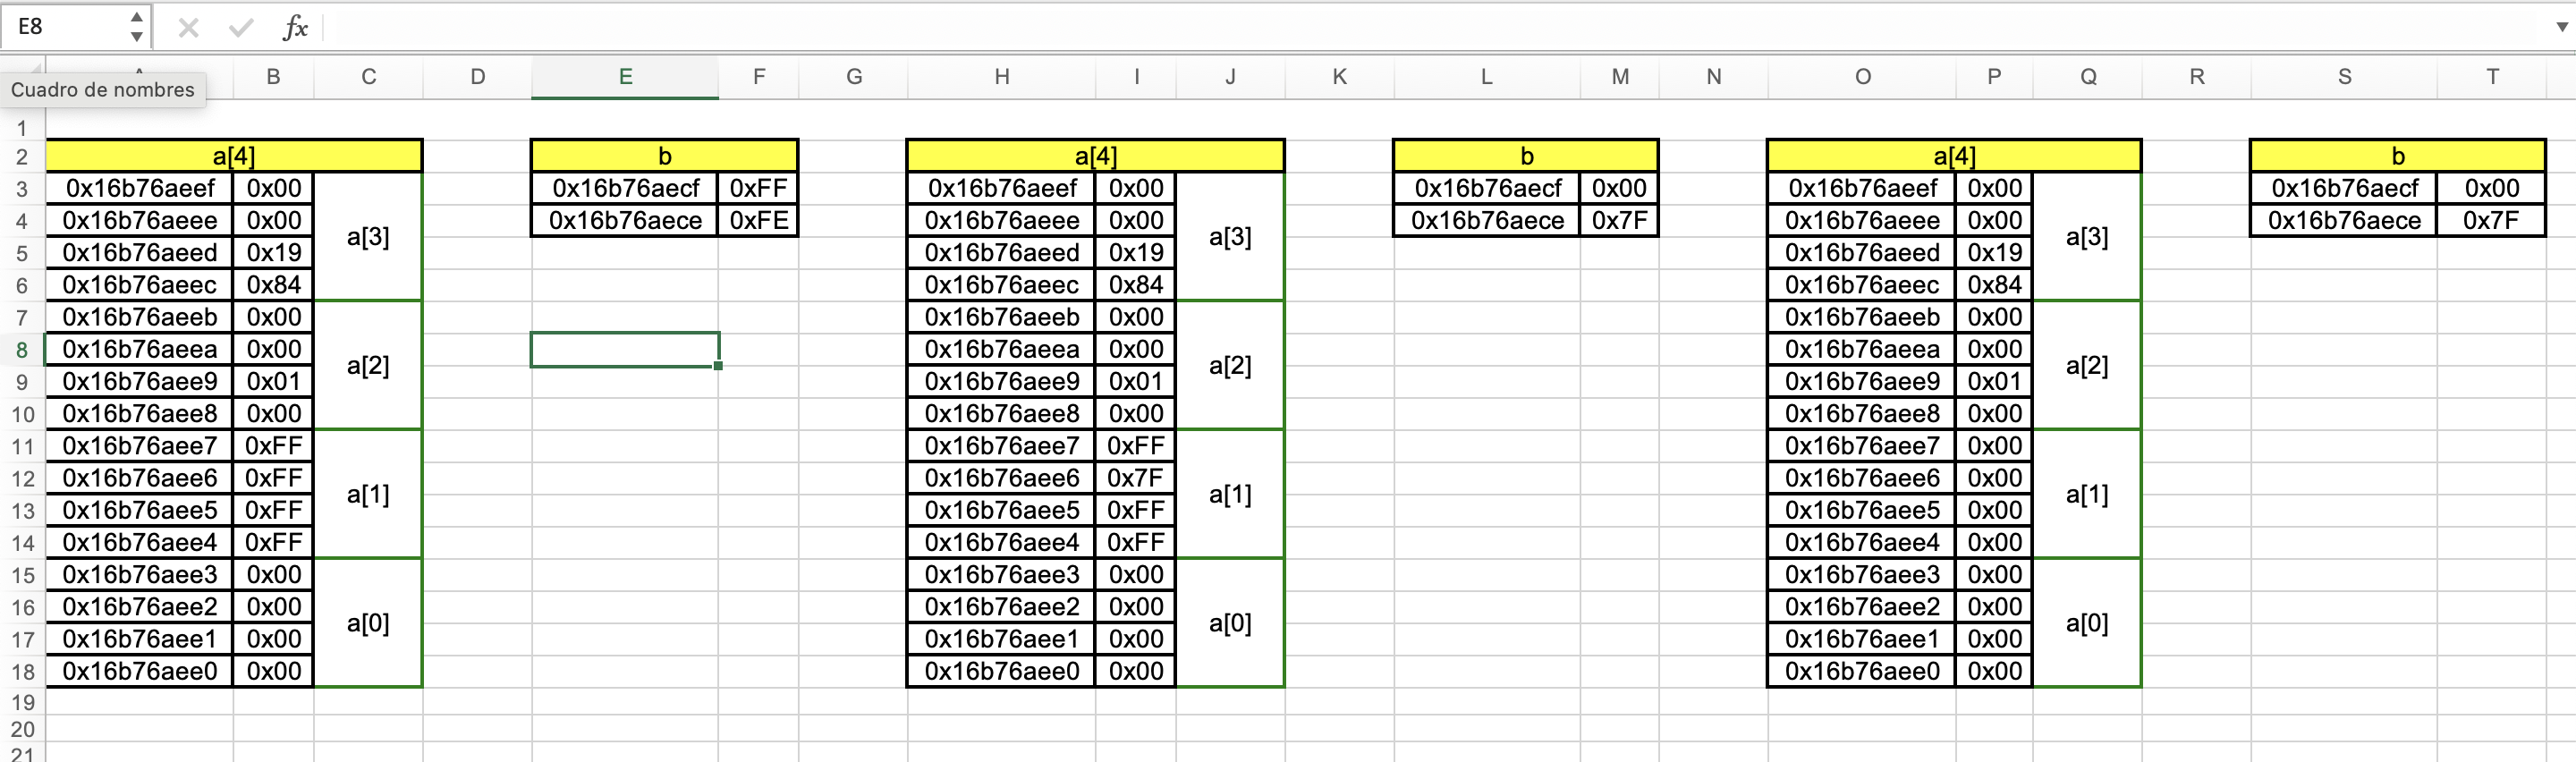 E8 fx
A B C D E F G H I J K L M N O P Q R S T
Cuadro de nombres
1
2 a[4] b a[4] b a[4] b
3 0x16b76aeef 0x00 0x16b76aecf 0xFF 0x16b76aeef 0x00 0x16b76aecf 0x00 0x16b76aeef 0x00 0x16b76aecf 0x00
4 0x16b76aeee 0x00 a[3] 0x16b76aece 0xFE 0x16b76aeee 0x00 a[3] 0x16b76aece 0x7F 0x16b76aeee 0x00 a[3] 0x16b76aece 0x7F
5 0x16b76aeed 0x19 0x16b76aeed 0x19 0x16b76aeed 0x19
6 0x16b76aeec 0x84 0x16b76aeec 0x84 0x16b76aeec 0x84
7 0x16b76aeeb 0x00 0x16b76aeeb 0x00 0x16b76aeeb 0x00
8 0x16b76aeea 0x00 a[2] 0x16b76aeea 0x00 a[2] 0x16b76aeea 0x00 a[2]
9 0x16b76aee9 0x01 0x16b76aee9 0x01 0x16b76aee9 0x01
10 0x16b76aee8 0x00 0x16b76aee8 0x00 0x16b76aee8 0x00
11 0x16b76aee7 0xFF 0x16b76aee7 0xFF 0x16b76aee7 0x00
12 0x16b76aee6 0xFF a[1] 0x16b76aee6 0x7F a[1] 0x16b76aee6 0x00 a[1]
13 0x16b76aee5 0xFF 0x16b76aee5 0xFF 0x16b76aee5 0x00
14 0x16b76aee4 0xFF 0x16b76aee4 0xFF 0x16b76aee4 0x00
15 0x16b76aee3 0x00 0x16b76aee3 0x00 0x16b76aee3 0x00
16 0x16b76aee2 0x00 a[0] 0x16b76aee2 0x00 a[0] 0x16b76aee2 0x00 a[0]
17 0x16b76aee1 0x00 0x16b76aee1 0x00 0x16b76aee1 0x00
18 0x16b76aee0 0x00 0x16b76aee0 0x00 0x16b76aee0 0x00
19
20
21